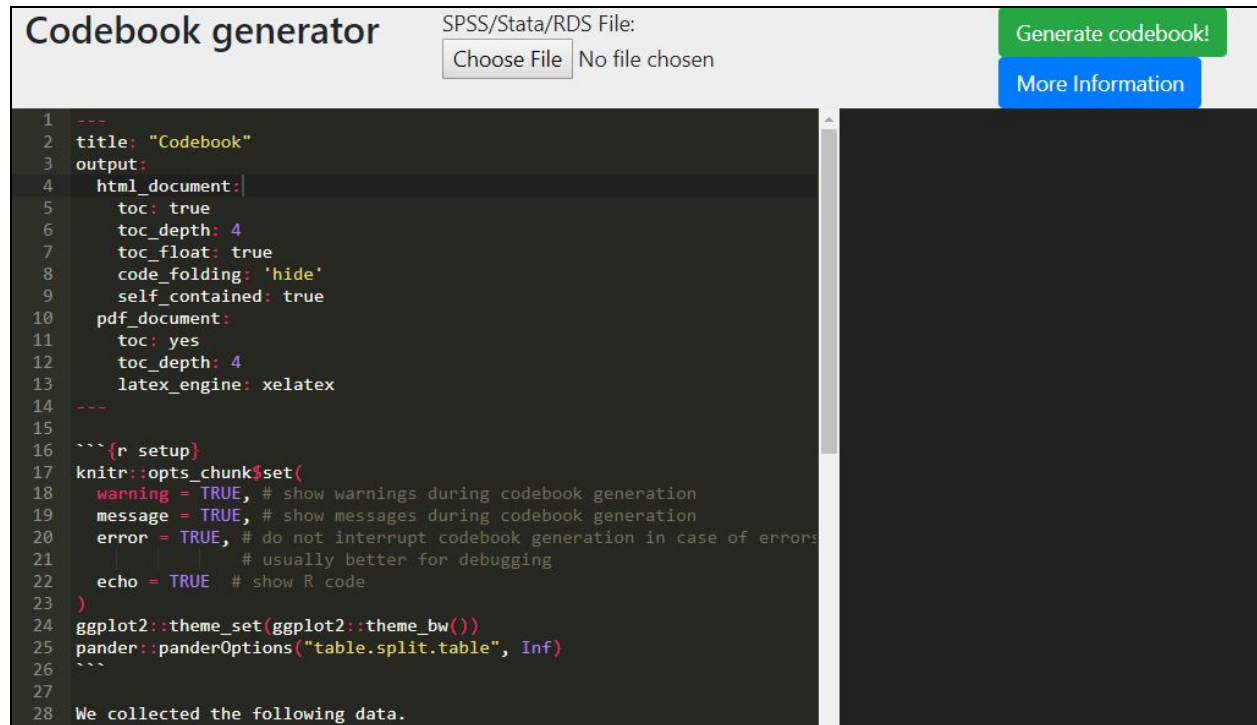 Codebook generator
SPSS/Stata/RDS File:
Choose File No file chosen
Generate codebook!
More Information
1 ---
2 title: "Codebook"
3 output:
4   html_document:
5     toc: true
6     toc_depth: 4
7     toc_float: true
8     code_folding: 'hide'
9     self_contained: true
10   pdf_document:
11     toc: yes
12     toc_depth: 4
13     latex_engine: xelatex
14 ---
15
16 ```{r setup}
17 knitr::opts_chunk$set(
18   warning = TRUE, # show warnings during codebook generation
19   message = TRUE, # show messages during codebook generation
20   error = TRUE, # do not interrupt codebook generation in case of errors
21                 # usually better for debugging
22   echo = TRUE  # show R code
23 )
24 ggplot2::theme_set(ggplot2::theme_bw())
25 pander::panderOptions("table.split.table", Inf)
26 ```
27
28 We collected the following data.